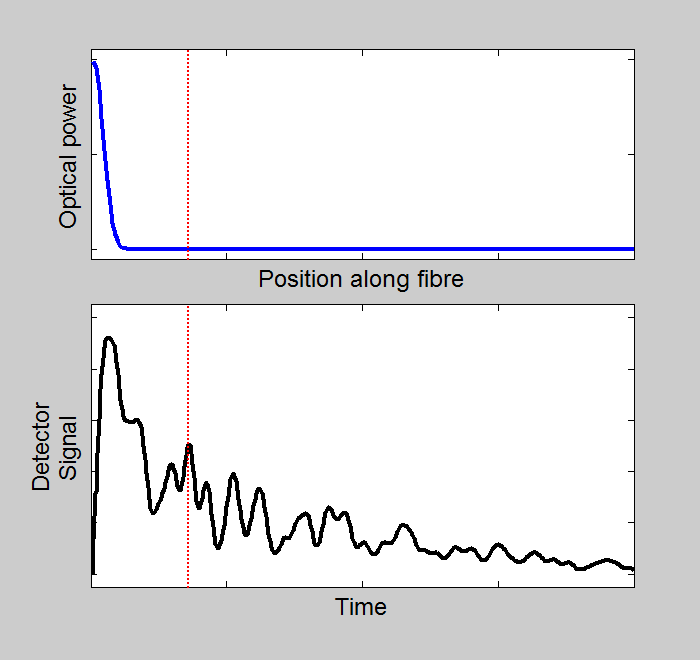 Optical power
Position along fibre
Detector
Signal
Time